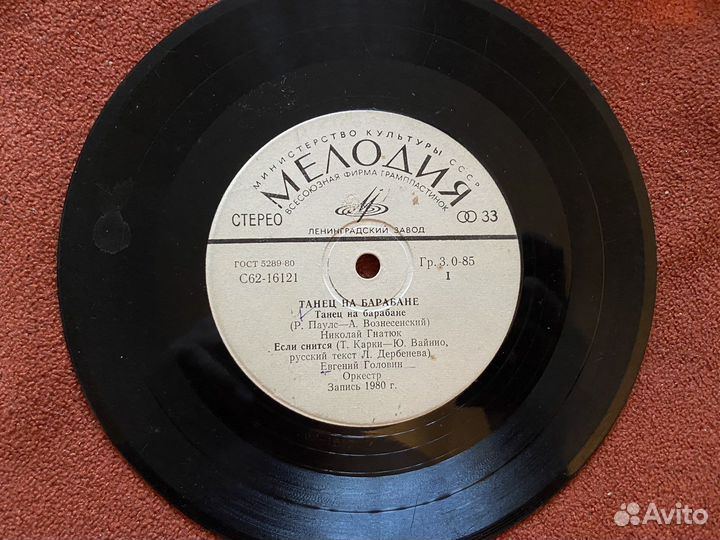 МИНИСТЕРСТВО КУЛЬТУРЫ СССР
МЕЛОДИЯ
ВСЕСОЮЗНАЯ ФИРМА ГРАМПЛАСТИНОК
СТЕРЕО
33
ЛЕНИНГРАДСКИЙ ЗАВОД
ГОСТ 5289-80
Гр. 3. 0-85
С62-16121
I
ТАНЕЦ НА БАРАБАНЕ
Танец на барабане
(Р. Паулс—А. Вознесенский)
Николай Гнатюк
Если снится (Т. Карки—Ю. Вайнио,
русский текст Л. Дербенева)
Евгений Головин
Оркестр
Запись 1980 г.
Avito